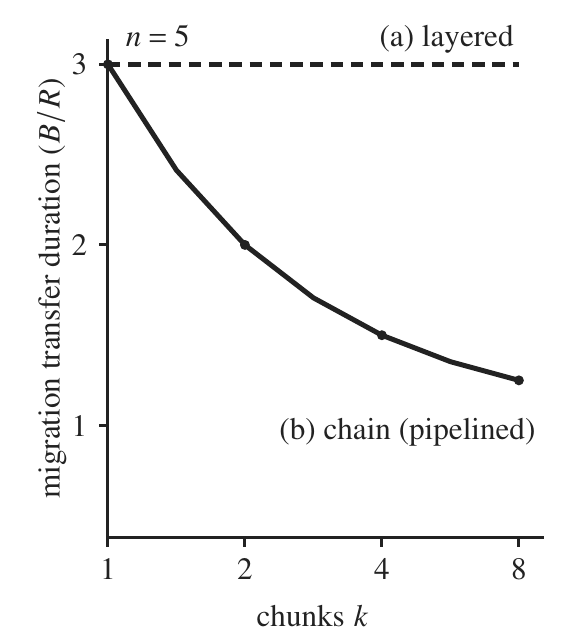 n = 5
(a) layered
3
2
1
migration transfer duration (B/R)
(b) chain (pipelined)
1
2
4
8
chunks k